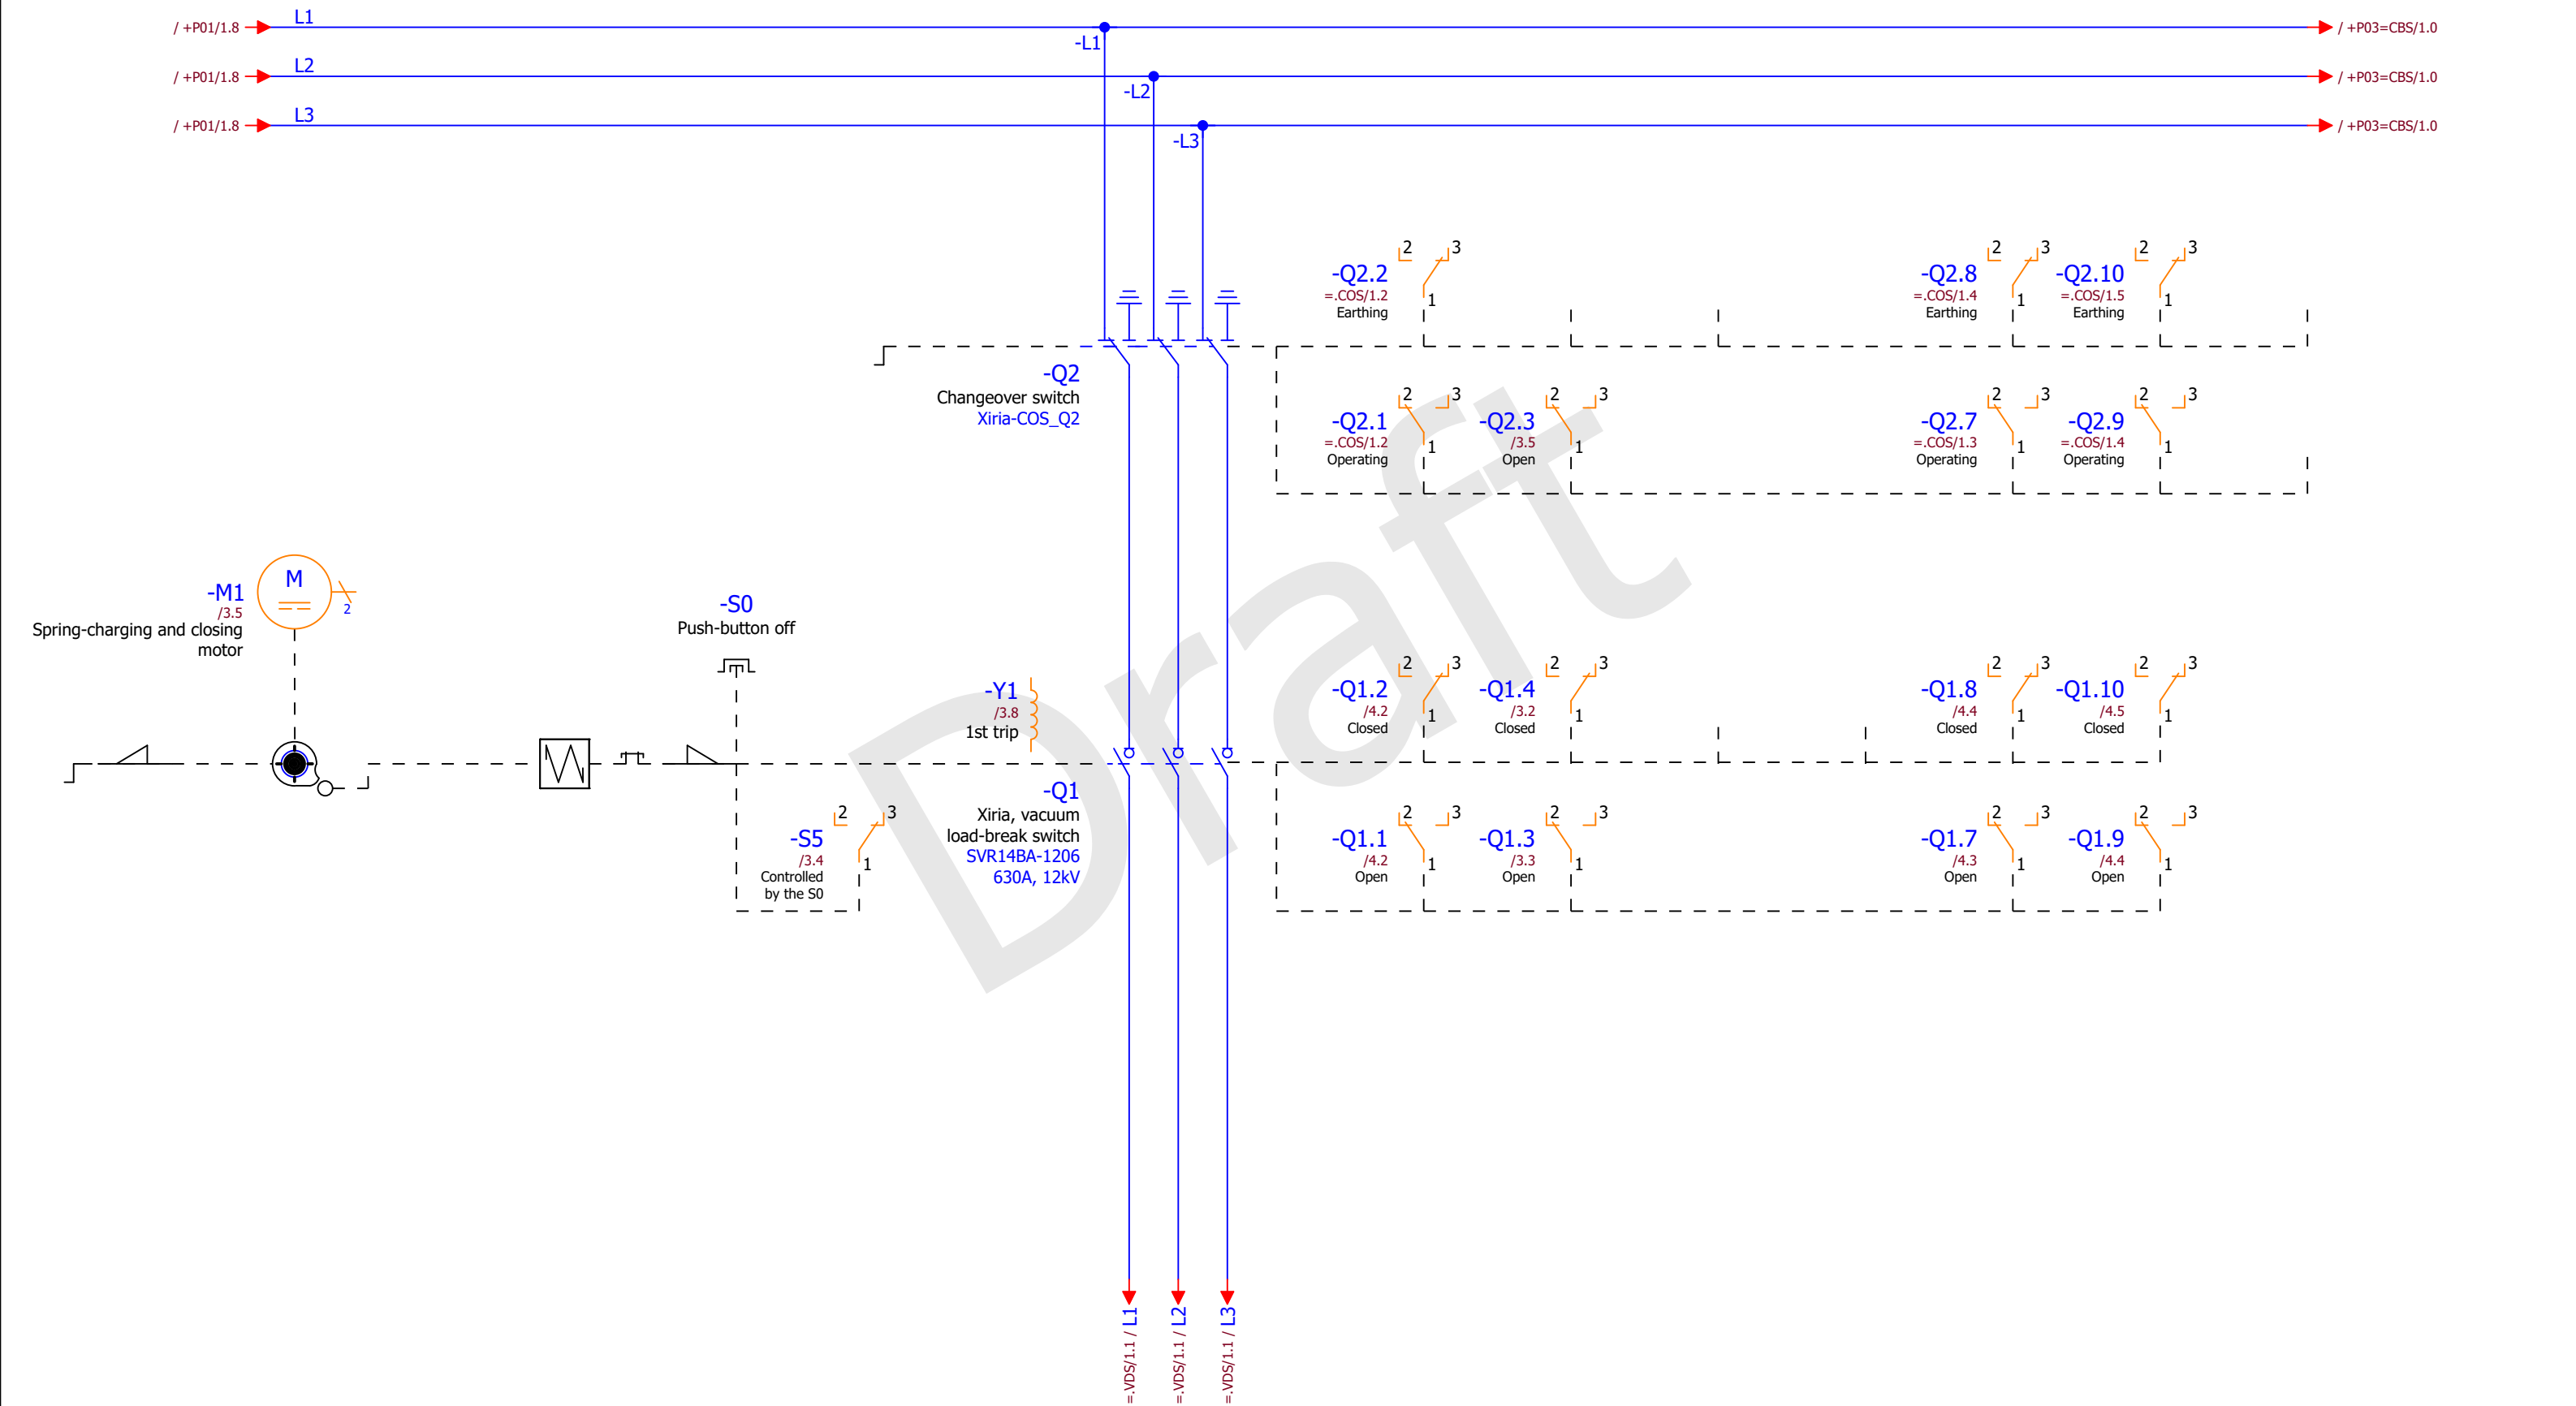 / +P01/1.8
L1
-L1
/ +P03=CBS/1.0
/ +P01/1.8
L2
-L2
/ +P03=CBS/1.0
/ +P01/1.8
L3
-L3
/ +P03=CBS/1.0
-Q2.2
=.COS/1.2
Earthing
2
3
1
-Q2.8
=.COS/1.4
Earthing
2
3
1
-Q2.10
=.COS/1.5
Earthing
2
3
1
-Q2
Changeover switch
Xiria-COS_Q2
-Q2.1
=.COS/1.2
Operating
2
3
1
-Q2.3
/3.5
Open
2
3
1
-Q2.7
=.COS/1.3
Operating
2
3
1
-Q2.9
=.COS/1.4
Operating
2
3
1
-M1
/3.5
Spring-charging and closing
motor
M
2
-S0
Push-button off
-Y1
/3.8
1st trip
-Q1.2
/4.2
Closed
2
3
1
-Q1.4
/3.2
Closed
2
3
1
-Q1.8
/4.4
Closed
2
3
1
-Q1.10
/4.5
Closed
2
3
1
-S5
/3.4
Controlled
by the S0
2
3
1
-Q1
Xiria, vacuum
load-break switch
SVR14BA-1206
630A, 12kV
-Q1.1
/4.2
Open
2
3
1
-Q1.3
/3.3
Open
2
3
1
-Q1.7
/4.3
Open
2
3
1
-Q1.9
/4.4
Open
2
3
1
Draft
=.VDS/1.1 / L1
=.VDS/1.1 / L2
=.VDS/1.1 / L3